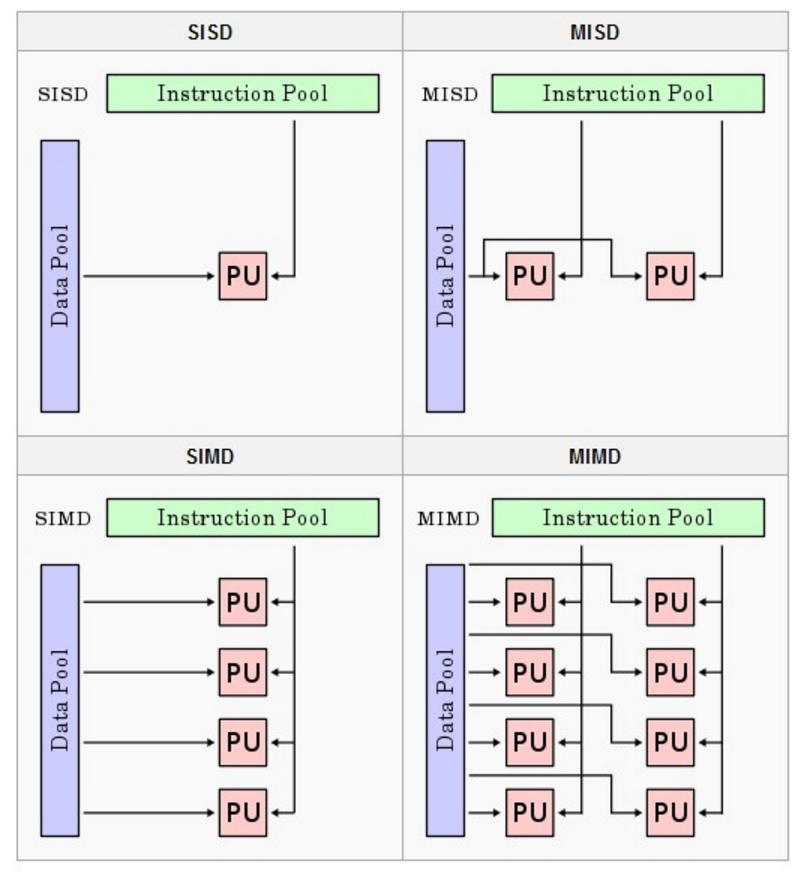 SISD
MISD
SISD
Instruction Pool
Data Pool
PU
MISD
Instruction Pool
Data Pool
PU
PU
SIMD
MIMD
SIMD
Instruction Pool
Data Pool
PU
PU
PU
PU
MIMD
Instruction Pool
Data Pool
PU
PU
PU
PU
PU
PU
PU
PU